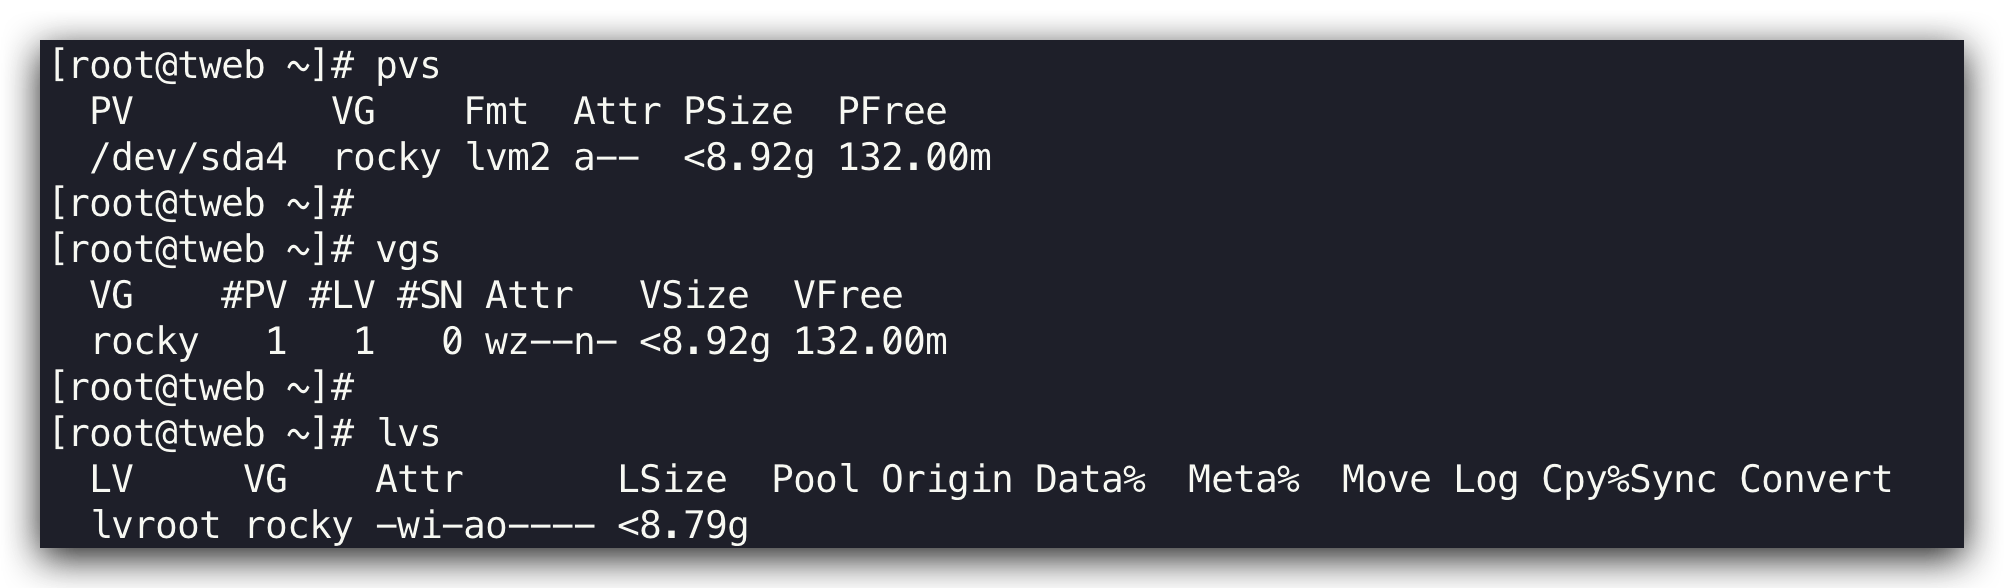 [root@tweb ~]# pvs
  PV         VG    Fmt  Attr PSize  PFree
  /dev/sda4  rocky lvm2 a--  <8.92g 132.00m
[root@tweb ~]#
[root@tweb ~]# vgs
  VG    #PV #LV #SN Attr   VSize  VFree
  rocky   1   1   0 wz--n- <8.92g 132.00m
[root@tweb ~]#
[root@tweb ~]# lvs
  LV     VG    Attr       LSize  Pool Origin Data%  Meta%  Move Log Cpy%Sync Convert
  lvroot rocky -wi-ao---- <8.79g